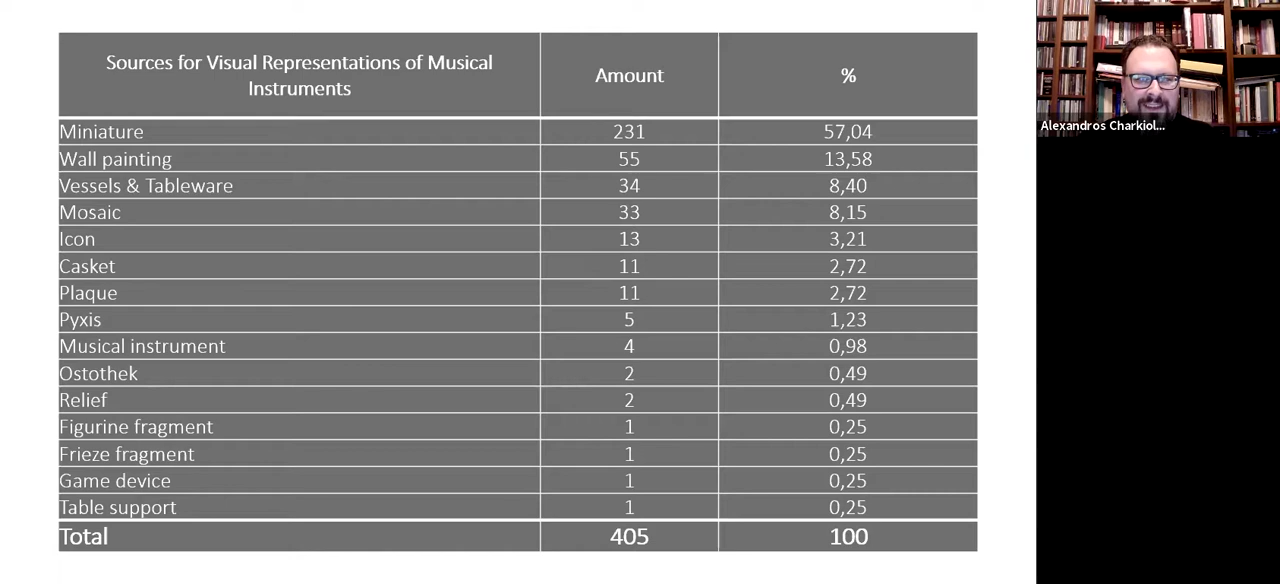 Sources for Visual Representations of Musical
Instruments
Amount
%
Miniature 231 57,04
Wall painting 55 13,58
Vessels & Tableware 34 8,40
Mosaic 33 8,15
Icon 13 3,21
Casket 11 2,72
Plaque 11 2,72
Pyxis 5 1,23
Musical instrument 4 0,98
Ostothek 2 0,49
Relief 2 0,49
Figurine fragment 1 0,25
Frieze fragment 1 0,25
Game device 1 0,25
Table support 1 0,25
Total 405 100
Alexandros Charkiol...